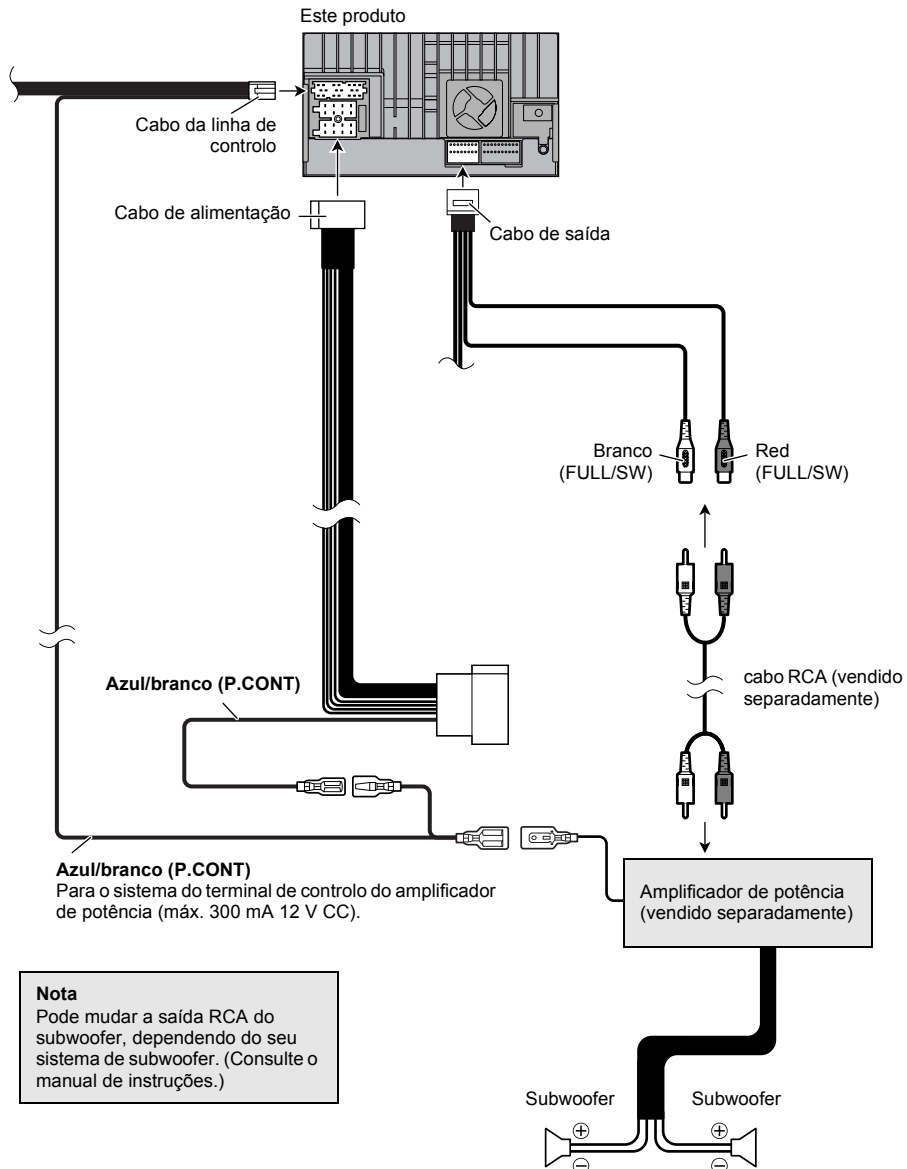 Este produto
Cabo da linha de
controlo
Cabo de alimentação
Cabo de saída
Branco
(FULL/SW)
Red
(FULL/SW)
cabo RCA (vendido
separadamente)
Azul/branco (P.CONT)
Azul/branco (P.CONT)
Para o sistema do terminal de controlo do amplificador
de potência (máx. 300 mA 12 V CC).
Amplificador de potência
(vendido separadamente)
Nota
Pode mudar a saída RCA do
subwoofer, dependendo do seu
sistema de subwoofer. (Consulte o
manual de instruções.)
Subwoofer
Subwoofer
+
+
-
-